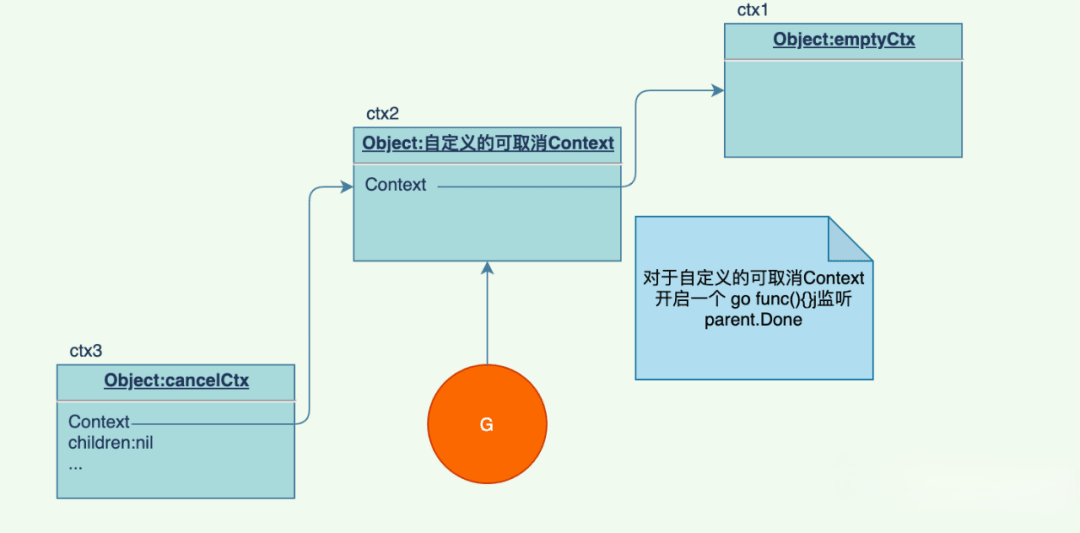 ctx1
Object:emptyCtx
ctx2
Object:自定义的可取消Context
Context
对于自定义的可取消Context
开启一个 go func(){}j监听
parent.Done
ctx3
Object:cancelCtx
Context
children:nil
...
G